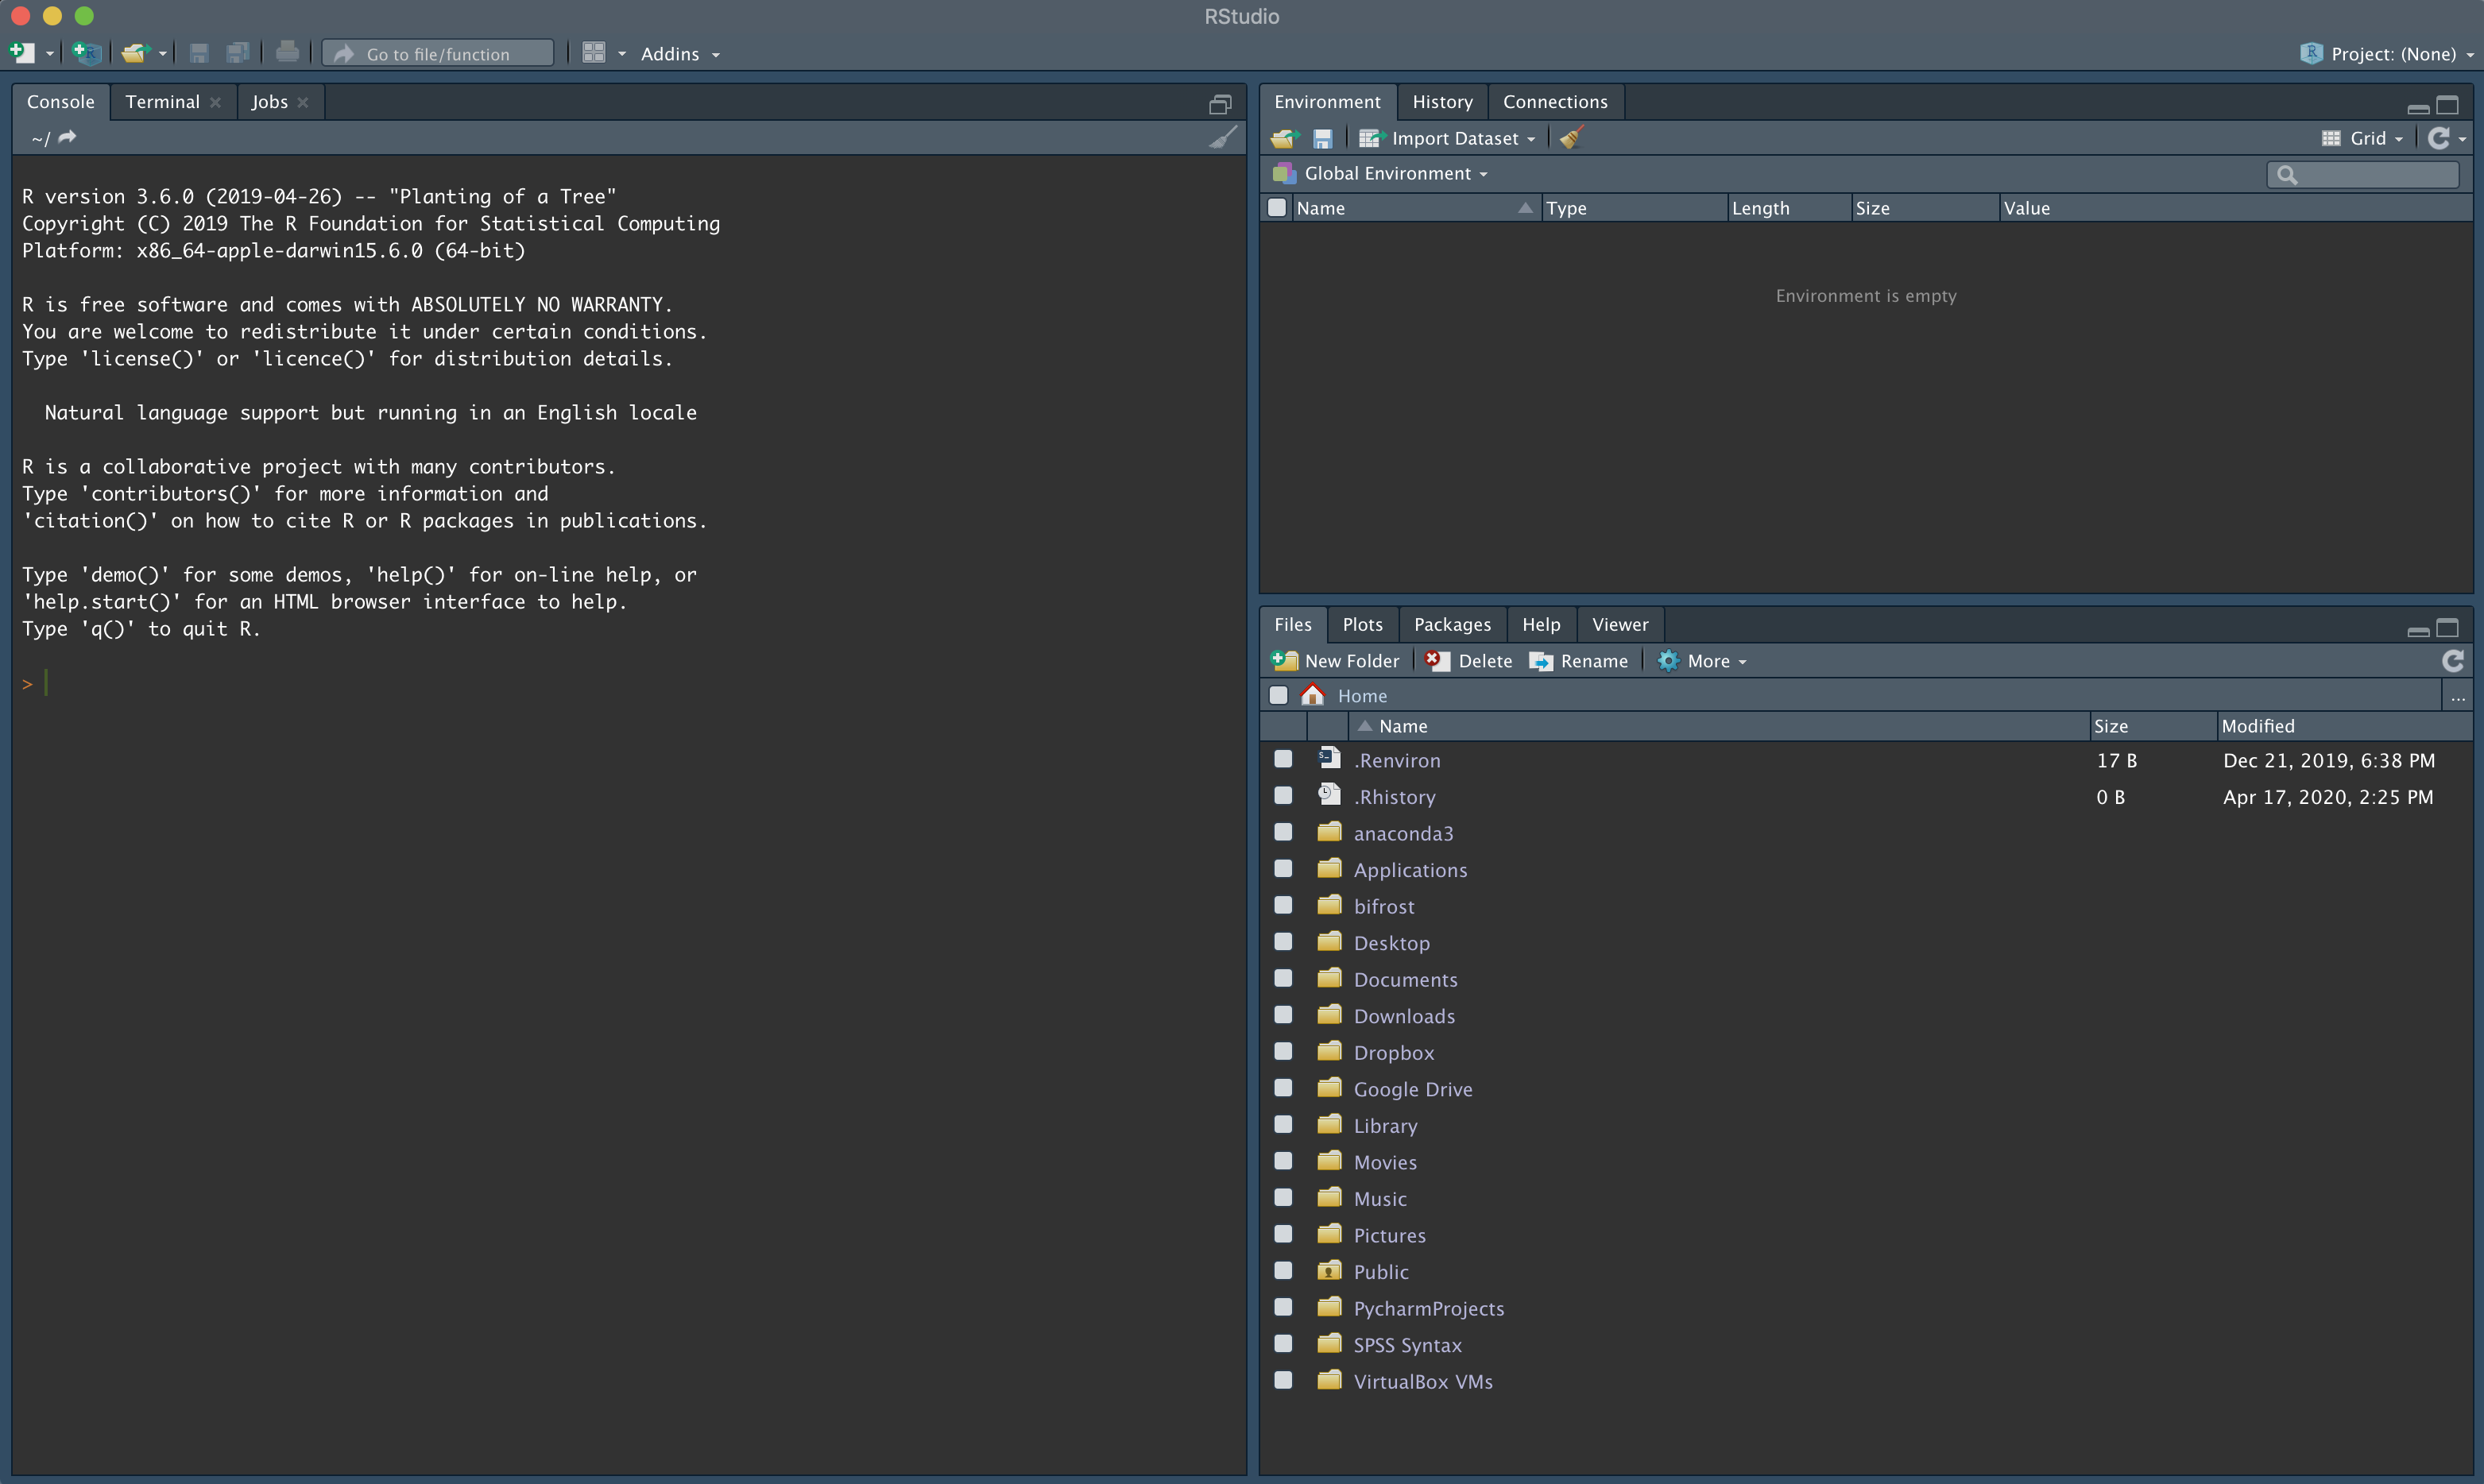 RStudio
Go to file/function
Addins
Project: (None)
Console Terminal Jobs
~/
R version 3.6.0 (2019-04-26) -- "Planting of a Tree"
Copyright (C) 2019 The R Foundation for Statistical Computing
Platform: x86_64-apple-darwin15.6.0 (64-bit)
R is free software and comes with ABSOLUTELY NO WARRANTY.
You are welcome to redistribute it under certain conditions.
Type 'license()' or 'licence()' for distribution details.
Natural language support but running in an English locale
R is a collaborative project with many contributors.
Type 'contributors()' for more information and
'citation()' on how to cite R or R packages in publications.
Type 'demo()' for some demos, 'help()' for on-line help, or
'help.start()' for an HTML browser interface to help.
Type 'q()' to quit R.
>
Environment History Connections
Import Dataset Grid
Global Environment
Name Type Length Size Value
Environment is empty
Files Plots Packages Help Viewer
New Folder Delete Rename More
Home ...
Name Size Modified
.Renviron 17 B Dec 21, 2019, 6:38 PM
.Rhistory 0 B Apr 17, 2020, 2:25 PM
anaconda3
Applications
bifrost
Desktop
Documents
Downloads
Dropbox
Google Drive
Library
Movies
Music
Pictures
Public
PycharmProjects
SPSS Syntax
VirtualBox VMs